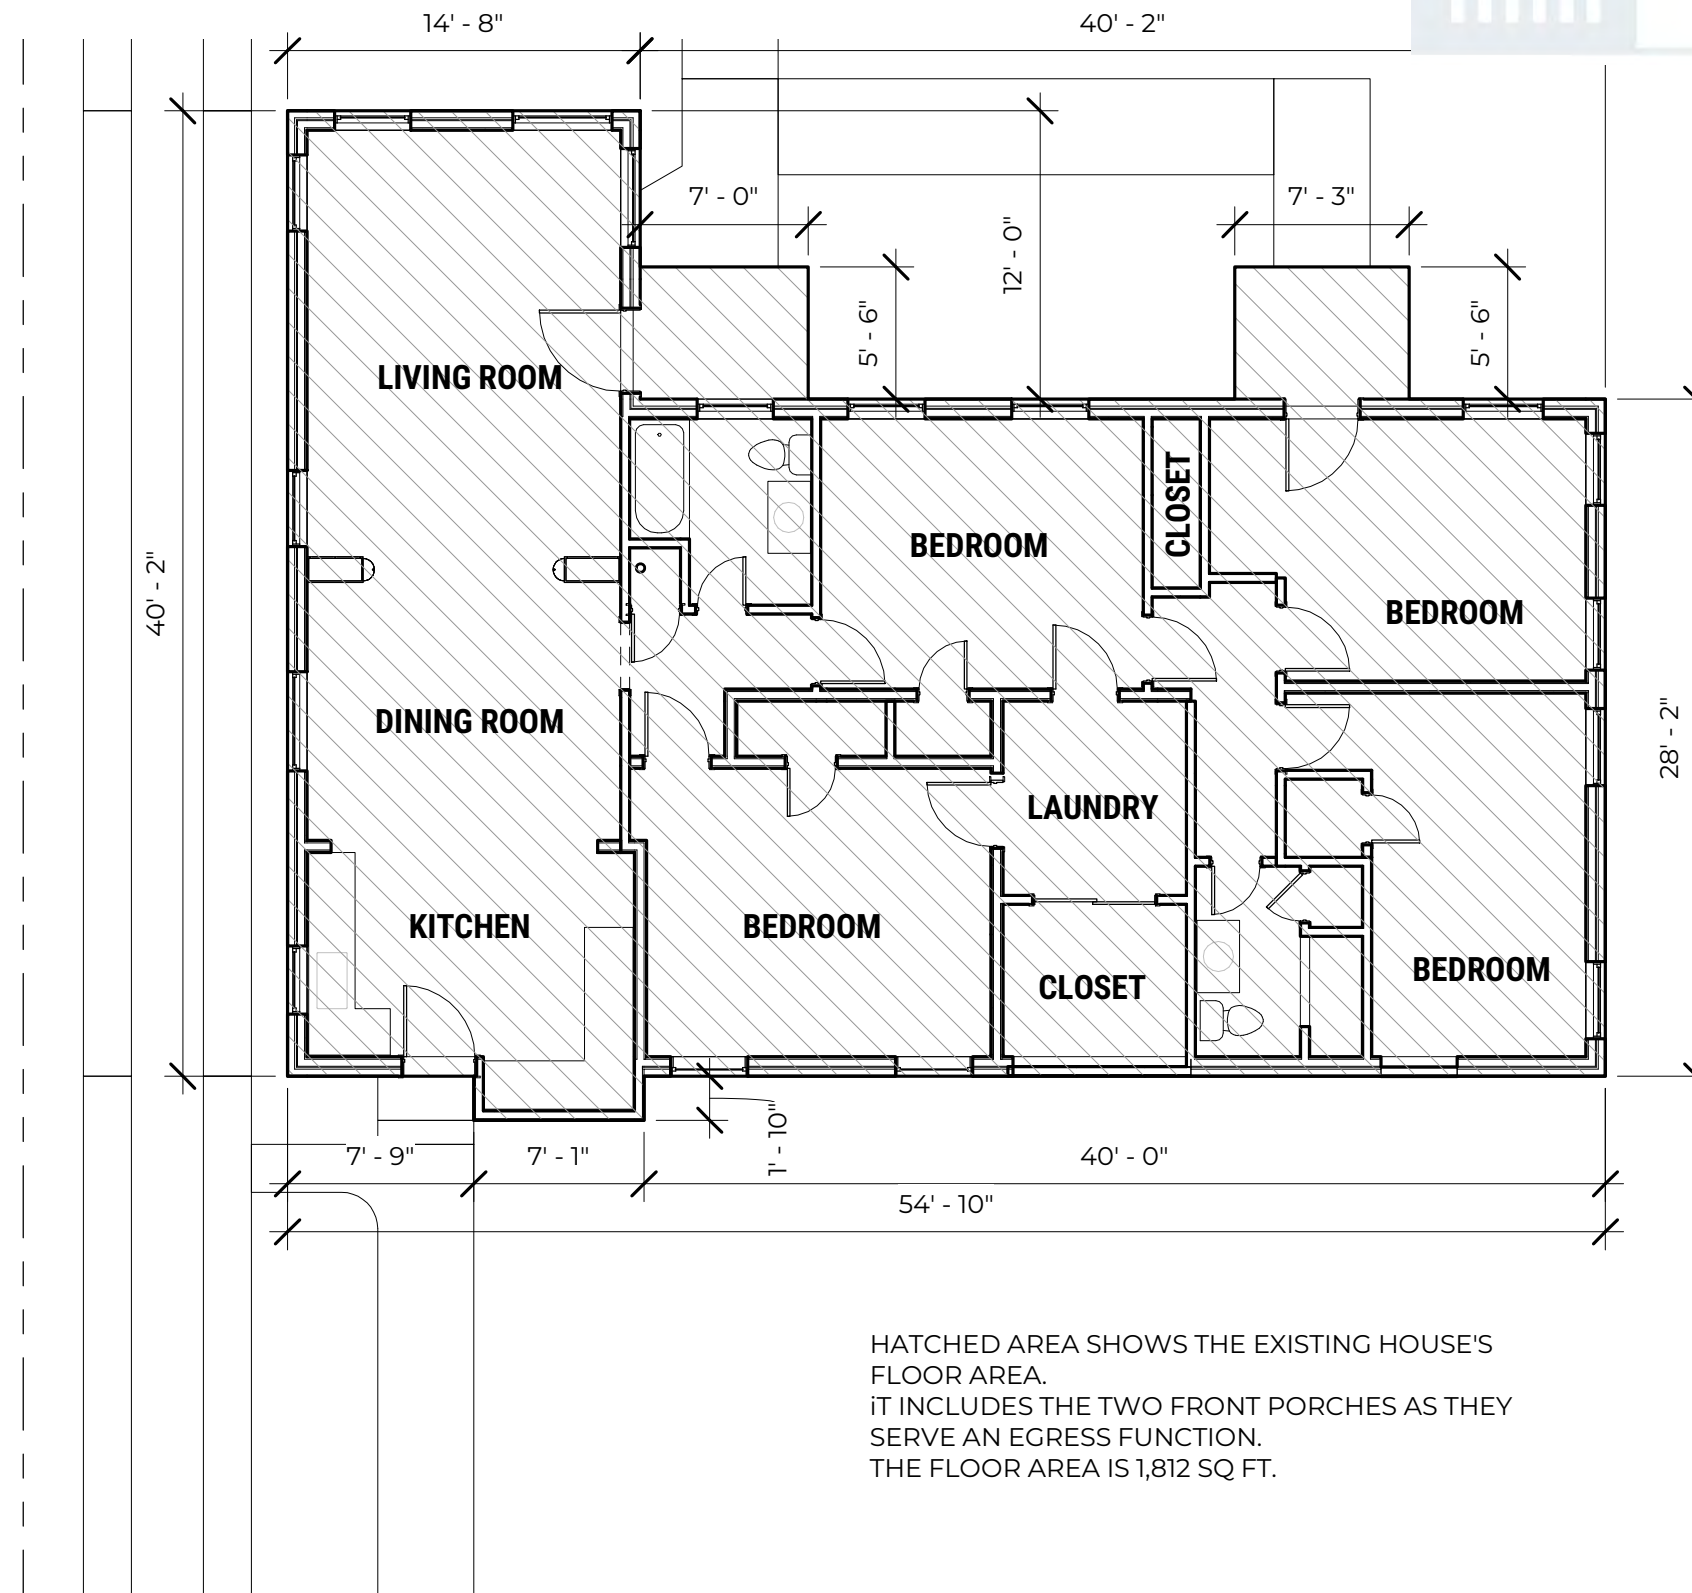 14' - 8"
40' - 2"
7' - 0"
7' - 3"
12' - 0"
5' - 6"
5' - 6"
LIVING ROOM
CLOSET
BEDROOM
40' - 2"
BEDROOM
DINING ROOM
28' - 2"
LAUNDRY
KITCHEN
BEDROOM
BEDROOM
CLOSET
1' - 10"
7' - 9"
7' - 1"
40' - 0"
54' - 10"
HATCHED AREA SHOWS THE EXISTING HOUSE'S
FLOOR AREA.
iT INCLUDES THE TWO FRONT PORCHES AS THEY
SERVE AN EGRESS FUNCTION.
THE FLOOR AREA IS 1,812 SQ FT.